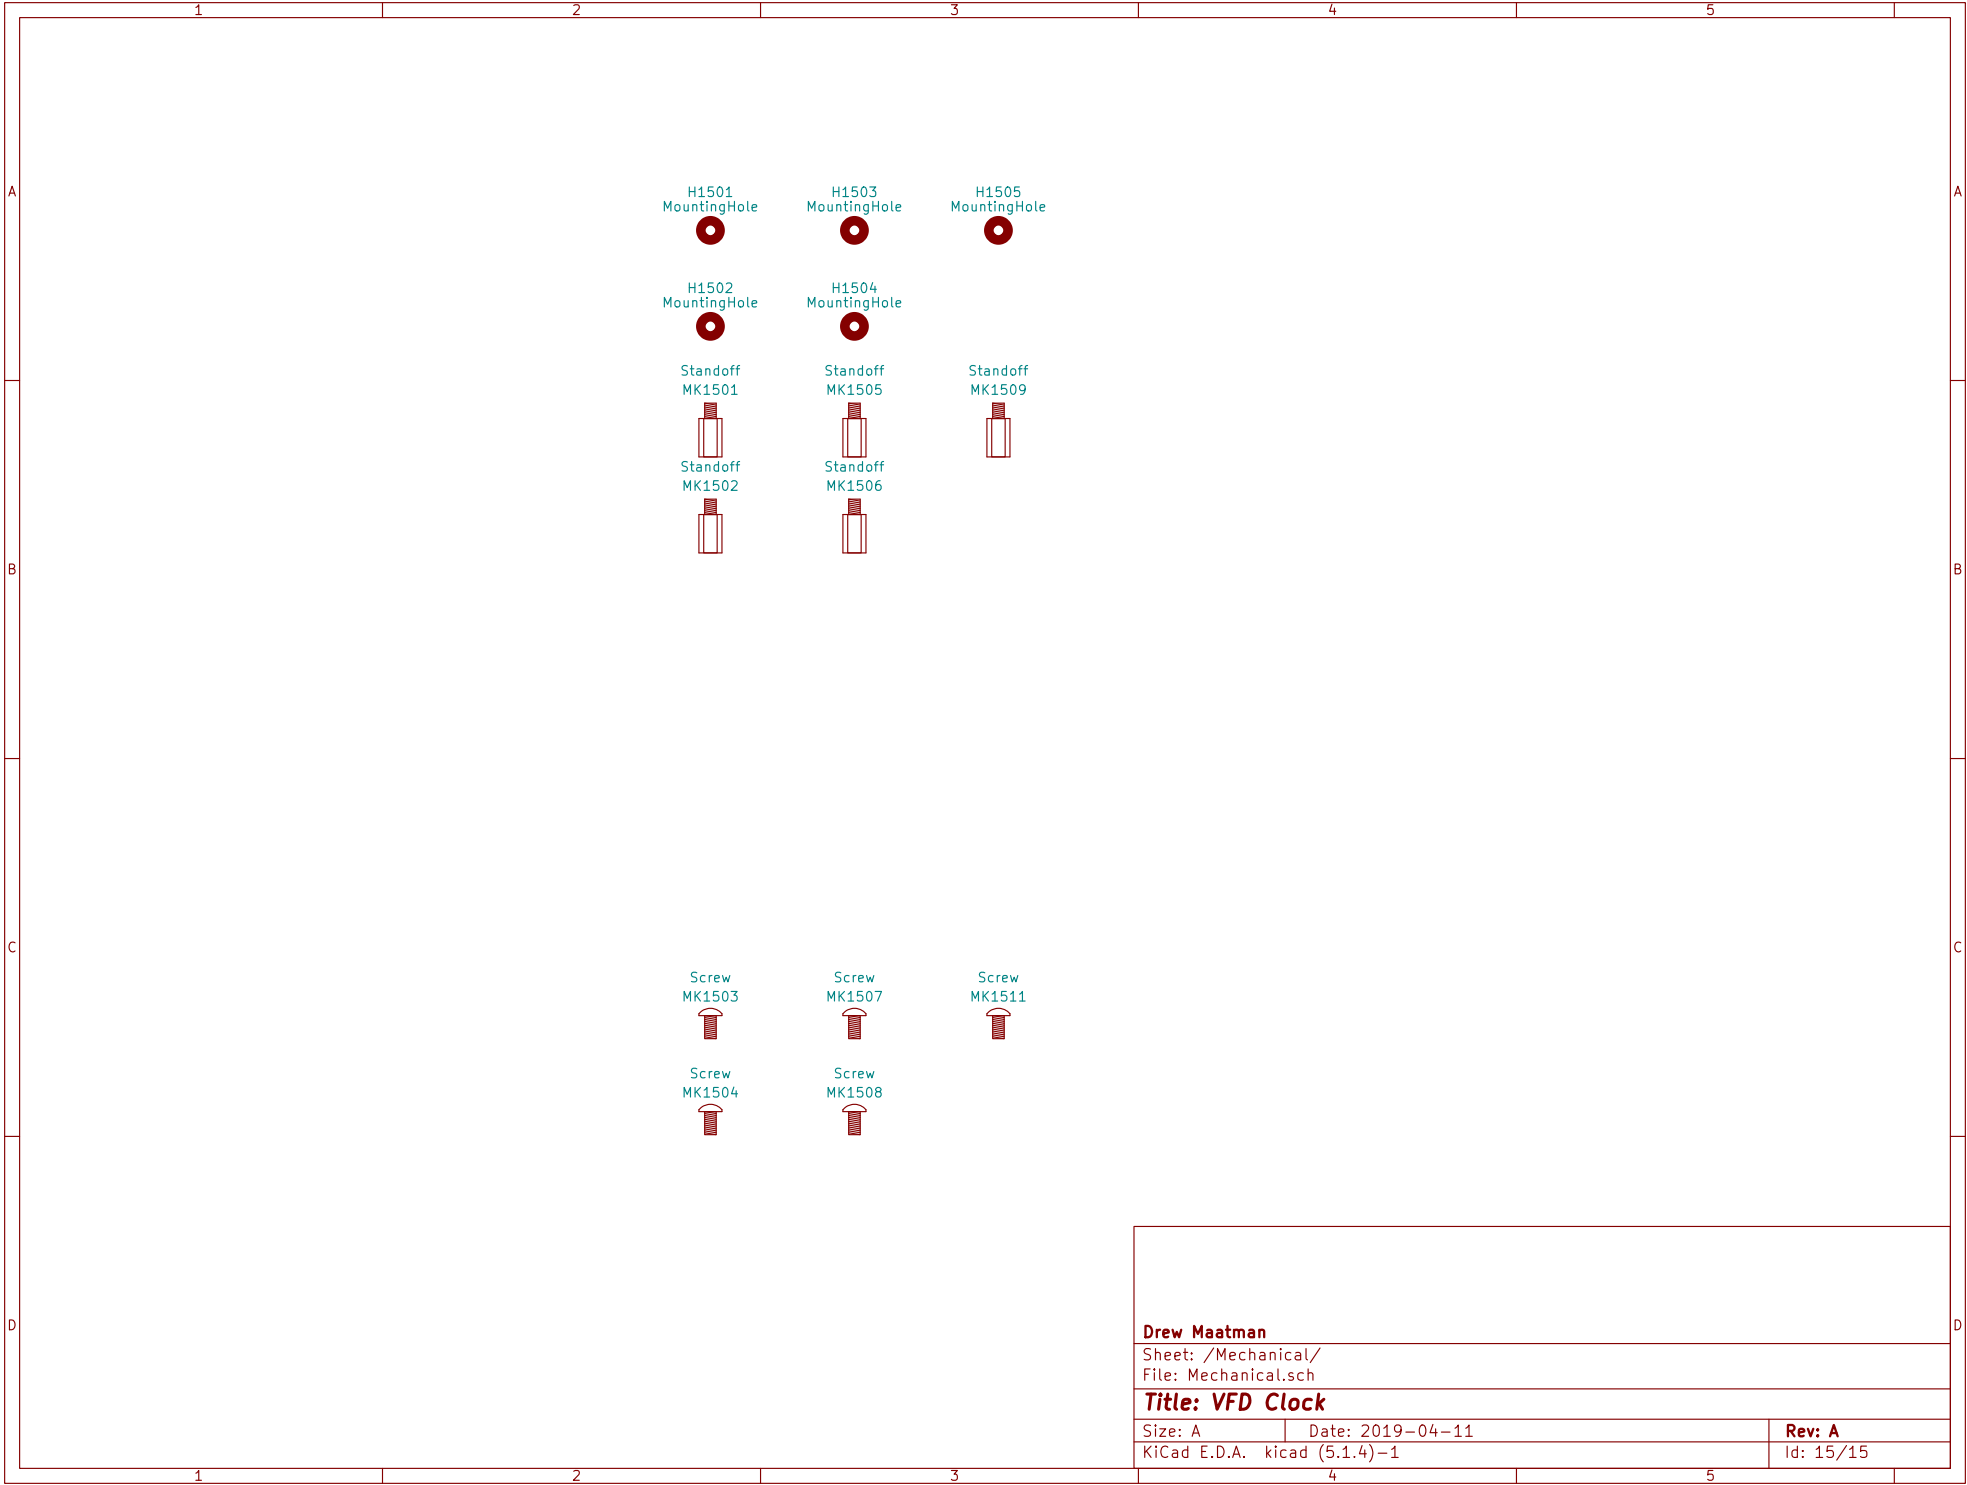 1 2 3 4 5
A A
H1501 H1503 H1505
MountingHole MountingHole MountingHole
H1502 H1504
MountingHole MountingHole
Standoff Standoff Standoff
MK1501 MK1505 MK1509
Standoff Standoff
MK1502 MK1506
B B
C C
Screw Screw Screw
MK1503 MK1507 MK1511
Screw Screw
MK1504 MK1508
D D
Drew Maatman
Sheet: /Mechanical/
File: Mechanical.sch
Title: VFD Clock
Size: A Date: 2019-04-11 Rev: A
KiCad E.D.A. kicad (5.1.4)-1 Id: 15/15
1 2 3 4 5